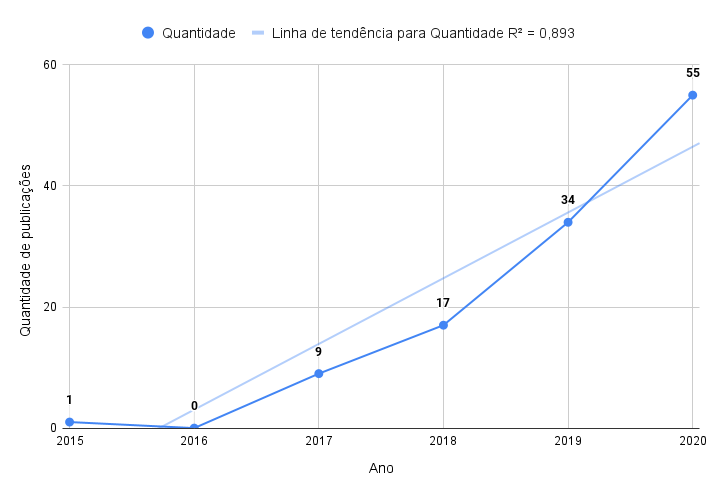 Quantidade Linha de tendência para Quantidade R² = 0,893
60
40
20
0
Quantidade de publicações
1
0
9
17
34
55
2015 2016 2017 2018 2019 2020
Ano